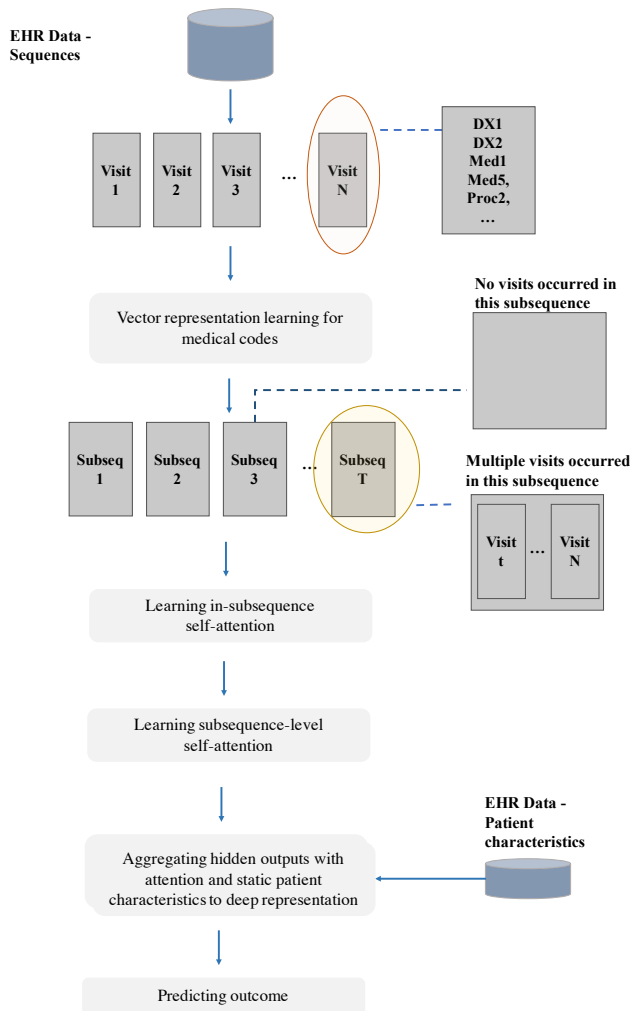 EHR Data -
Sequences
Visit
1
Visit
2
Visit
3
...
Visit
N
DX1
DX2
Med1
Med5,
Proc2,
...
Vector representation learning for
medical codes
No visits occurred in
this subsequence
Subseq
1
Subseq
2
Subseq
3
...
Subseq
T
Multiple visits occurred
in this subsequence
Visit
t
...
Visit
N
Learning in-subsequence
self-attention
Learning subsequence-level
self-attention
EHR Data -
Patient
characteristics
Aggregating hidden outputs with
attention and static patient
characteristics to deep representation
Predicting outcome